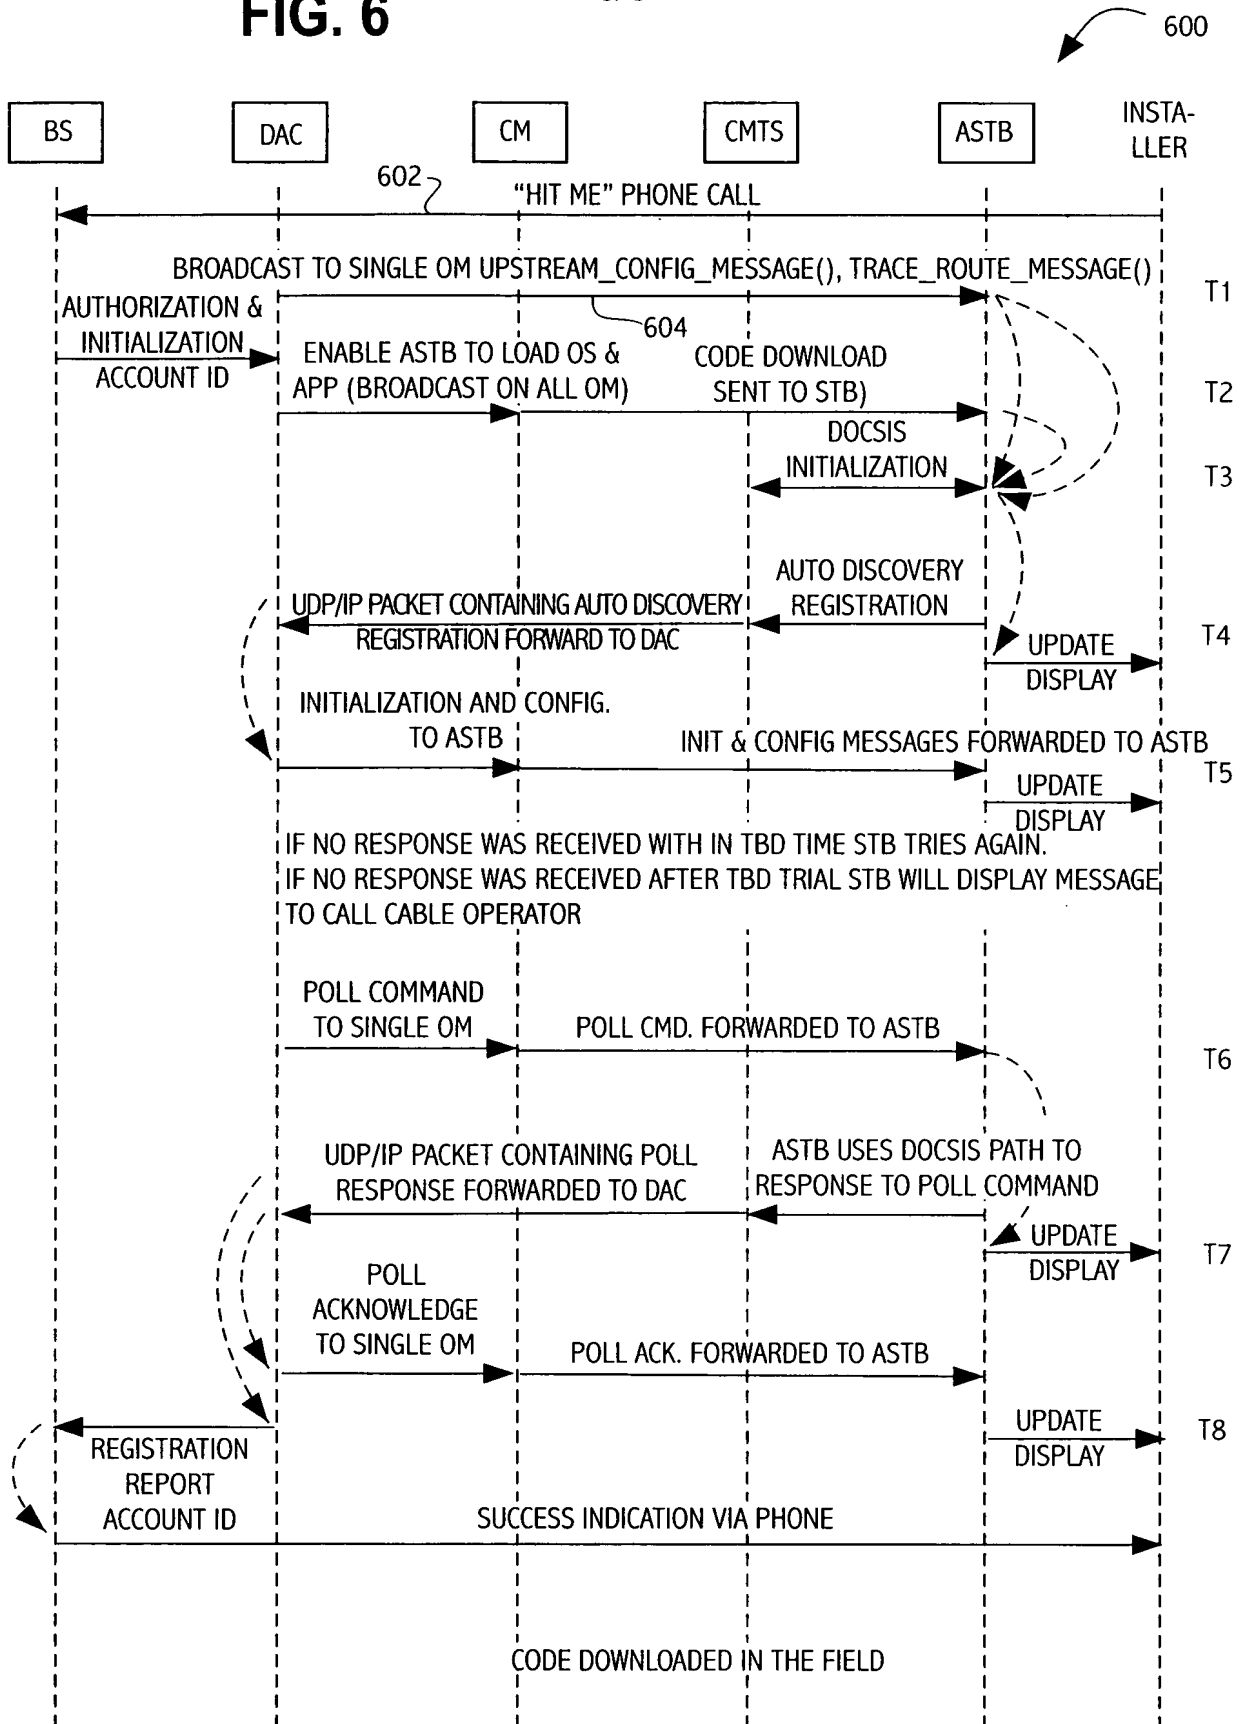 FIG. 6
600
BS
DAC
CM
CMTS
ASTB
INSTA-
LLER
602
"HIT ME" PHONE CALL
BROADCAST TO SINGLE OM UPSTREAM_CONFIG_MESSAGE(), TRACE_ROUTE_MESSAGE()
T1
604
AUTHORIZATION &
INITIALIZATION
ACCOUNT ID
ENABLE ASTB TO LOAD OS &
APP (BROADCAST ON ALL OM)
CODE DOWNLOAD
SENT TO STB)
T2
DOCSIS
INITIALIZATION
T3
AUTO DISCOVERY
REGISTRATION
UDP/IP PACKET CONTAINING AUTO DISCOVERY
REGISTRATION FORWARD TO DAC
T4
UPDATE
DISPLAY
INITIALIZATION AND CONFIG.
TO ASTB
INIT & CONFIG MESSAGES FORWARDED TO ASTB
T5
UPDATE
DISPLAY
IF NO RESPONSE WAS RECEIVED WITH IN TBD TIME STB TRIES AGAIN.
IF NO RESPONSE WAS RECEIVED AFTER TBD TRIAL STB WILL DISPLAY MESSAGE
TO CALL CABLE OPERATOR
POLL COMMAND
TO SINGLE OM
POLL CMD. FORWARDED TO ASTB
T6
UDP/IP PACKET CONTAINING POLL
RESPONSE FORWARDED TO DAC
ASTB USES DOCSIS PATH TO
RESPONSE TO POLL COMMAND
UPDATE
DISPLAY
T7
POLL
ACKNOWLEDGE
TO SINGLE OM
POLL ACK. FORWARDED TO ASTB
UPDATE
DISPLAY
T8
REGISTRATION
REPORT
ACCOUNT ID
SUCCESS INDICATION VIA PHONE
CODE DOWNLOADED IN THE FIELD